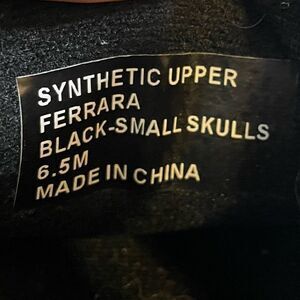 SYNTHETIC UPPER
FERRARA
BLACK-SMALL SKULLS
6.5M
MADE IN CHINA